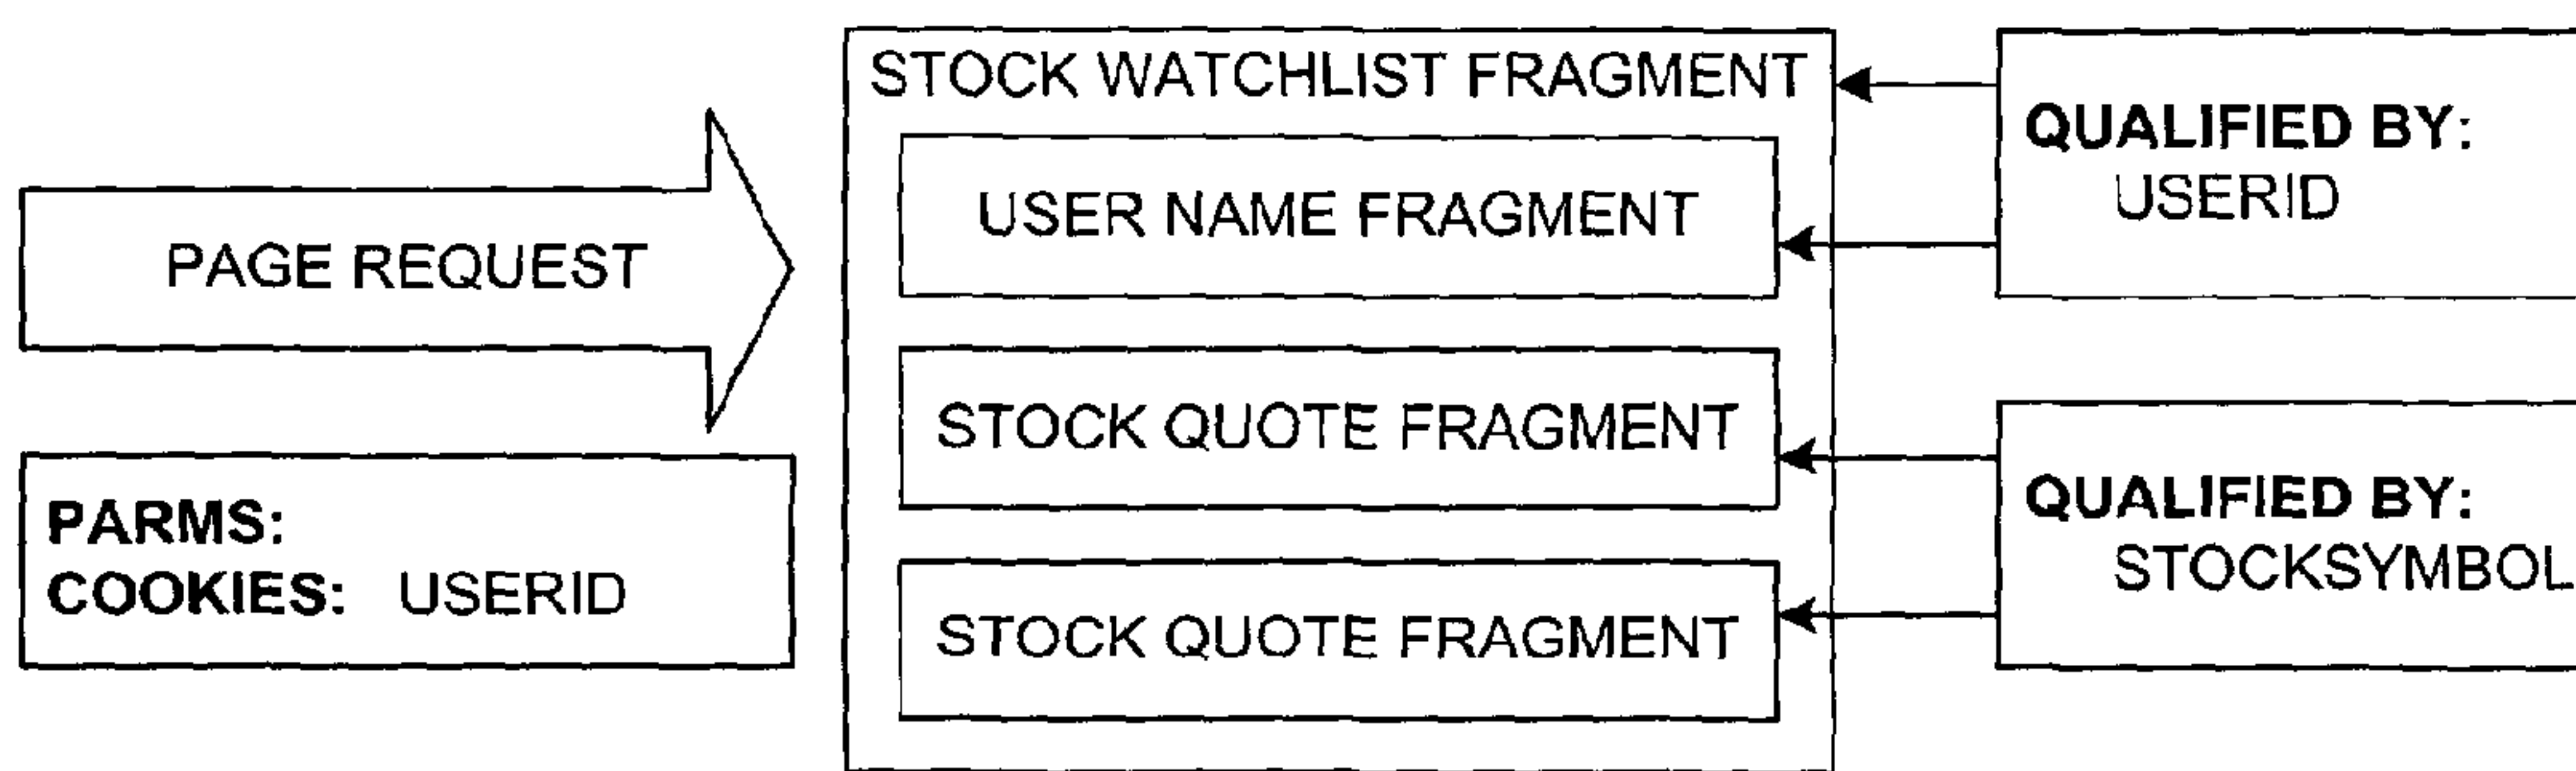 PAGE REQUEST
PARMS:
COOKIES: USERID
STOCK WATCHLIST FRAGMENT
USER NAME FRAGMENT
STOCK QUOTE FRAGMENT
STOCK QUOTE FRAGMENT
QUALIFIED BY:
USERID
QUALIFIED BY:
STOCKSYMBOL